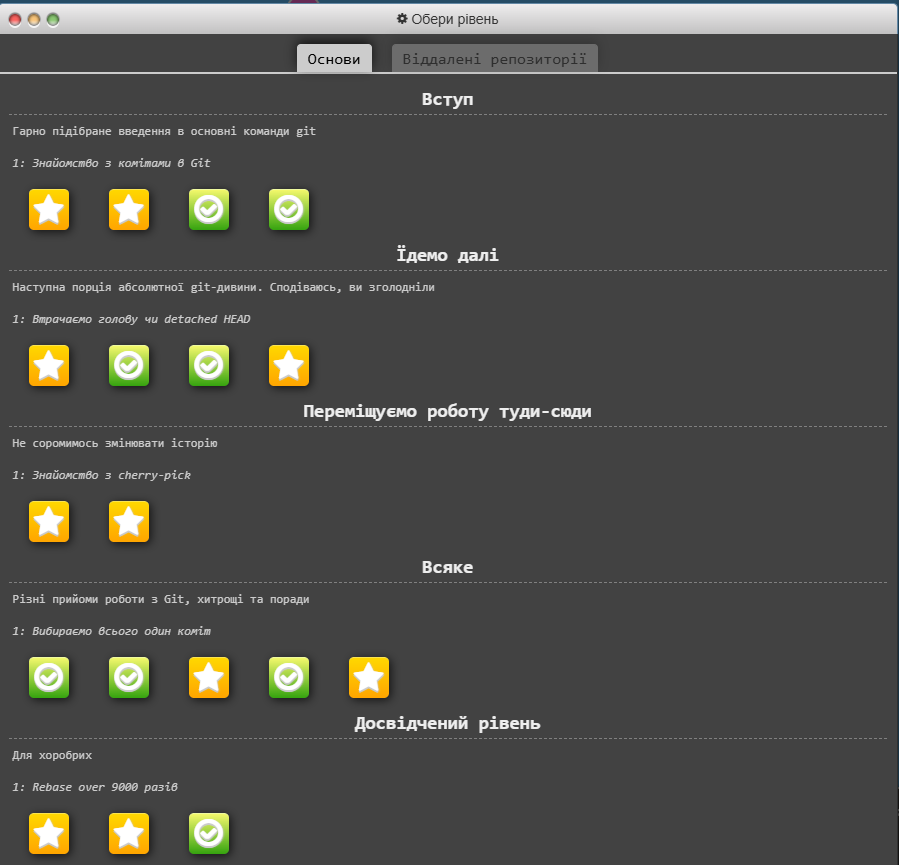 Обери рівень
Основи
Віддалені репозиторії
Вступ
Гарно підібране введення в основні команди git
1: Знайомство з комітами в Git
Їдемо далі
Наступна порція абсолютної git-дивини. Сподіваюсь, ви зголодніли
1: Втрачаємо голову чи detached HEAD
Переміщуємо роботу туди-сюди
Не соромимось змінювати історію
1: Знайомство з cherry-pick
Всяке
Різні прийоми роботи з Git, хитрощі та поради
1: Вибираємо всього один коміт
Досвідчений рівень
Для хоробрих
1: Rebase over 9000 разів